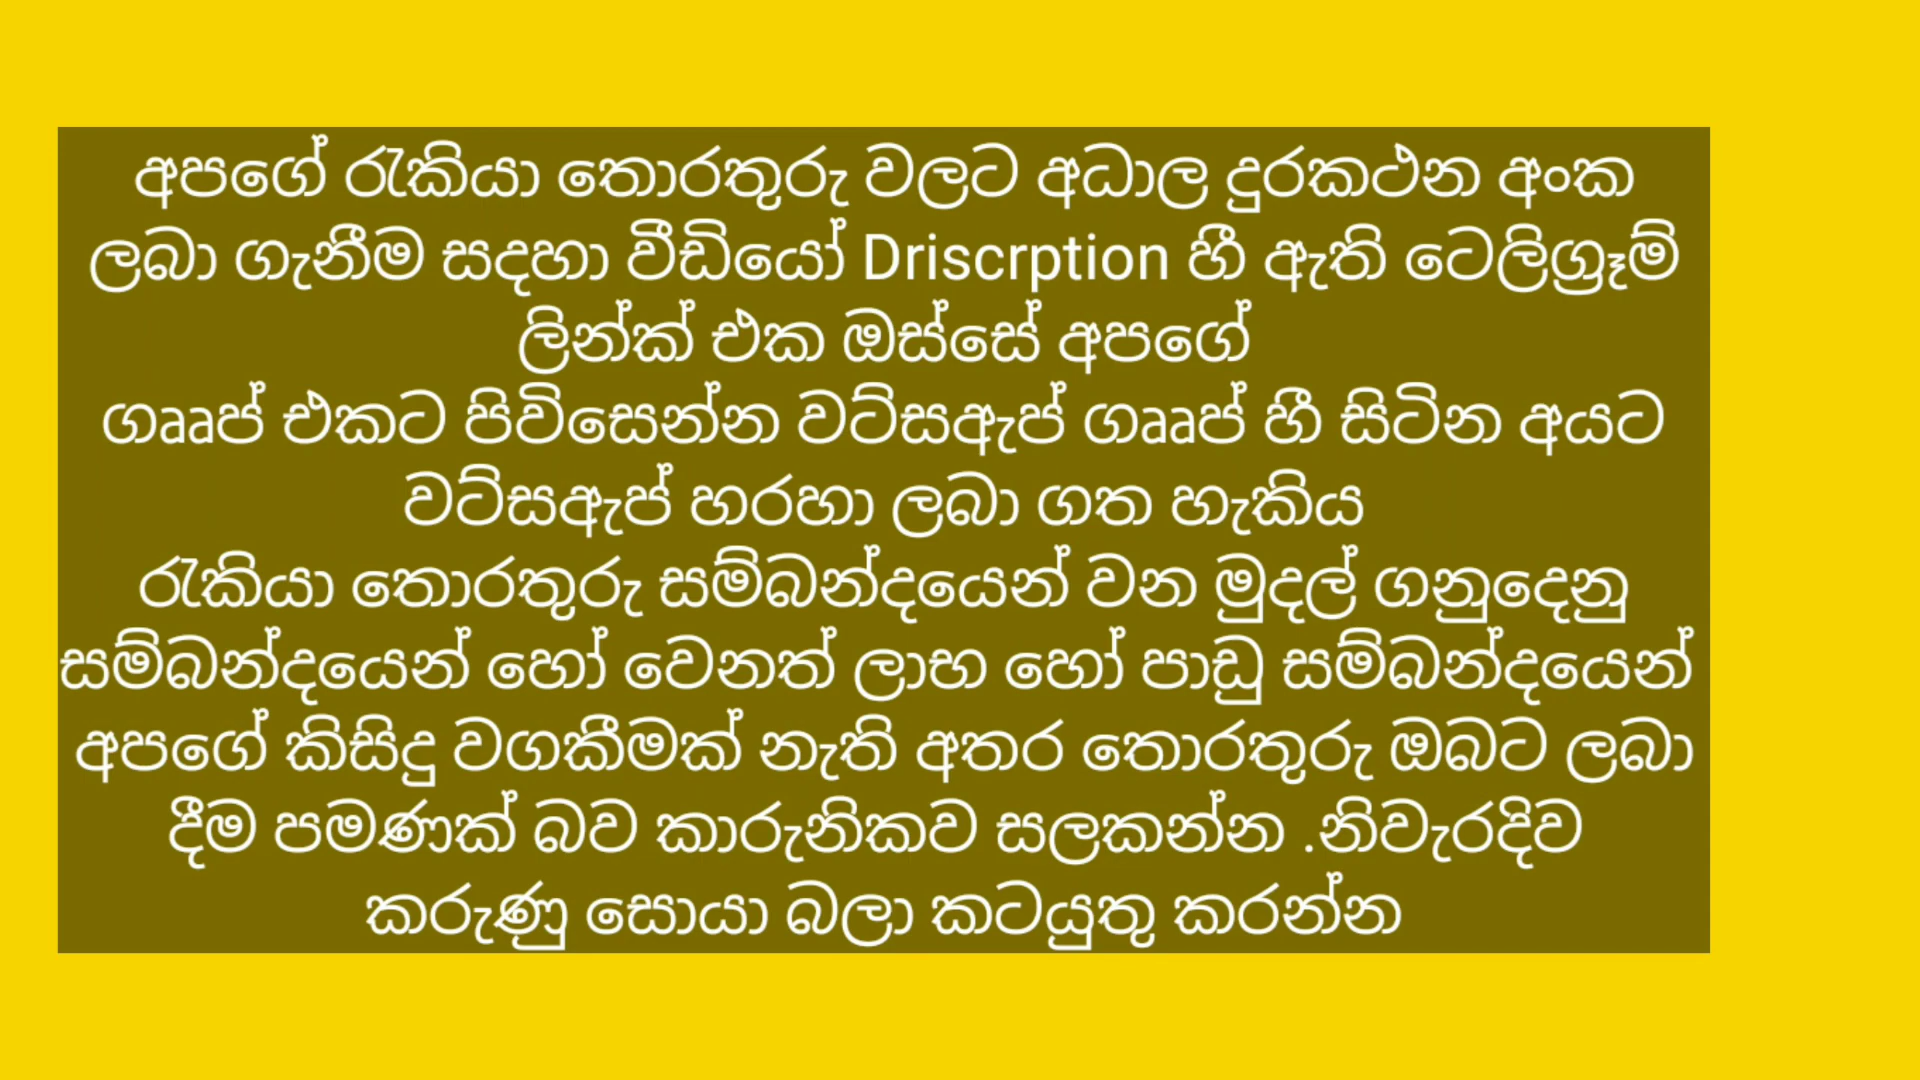 අපගේ රැකියා තොරතුරු වලට අධාල දුරකථන අංක
ලබා ගැනීම සදහා වීඩියෝ Driscrption හී ඇති ටෙලිග්‍රෑම්
ලින්ක් එක ඔස්සේ අපගේ
ගෲප් එකට පිවිසෙන්න වට්සඇප් ගෲප් හී සිටින අයට
වට්සඇප් හරහා ලබා ගත හැකිය
රැකියා තොරතුරු සම්බන්දයෙන් වන මුදල් ගනුදෙනු
සම්බන්දයෙන් හෝ වෙනත් ලාභ හෝ පාඩු සම්බන්දයෙන්
අපගේ කිසිදු වගකීමක් නැති අතර තොරතුරු ඔබට ලබා
දීම පමණක් බව කාරුනිකව සලකන්න .නිවැරදිව
කරුණු සොයා බලා කටයුතු කරන්න